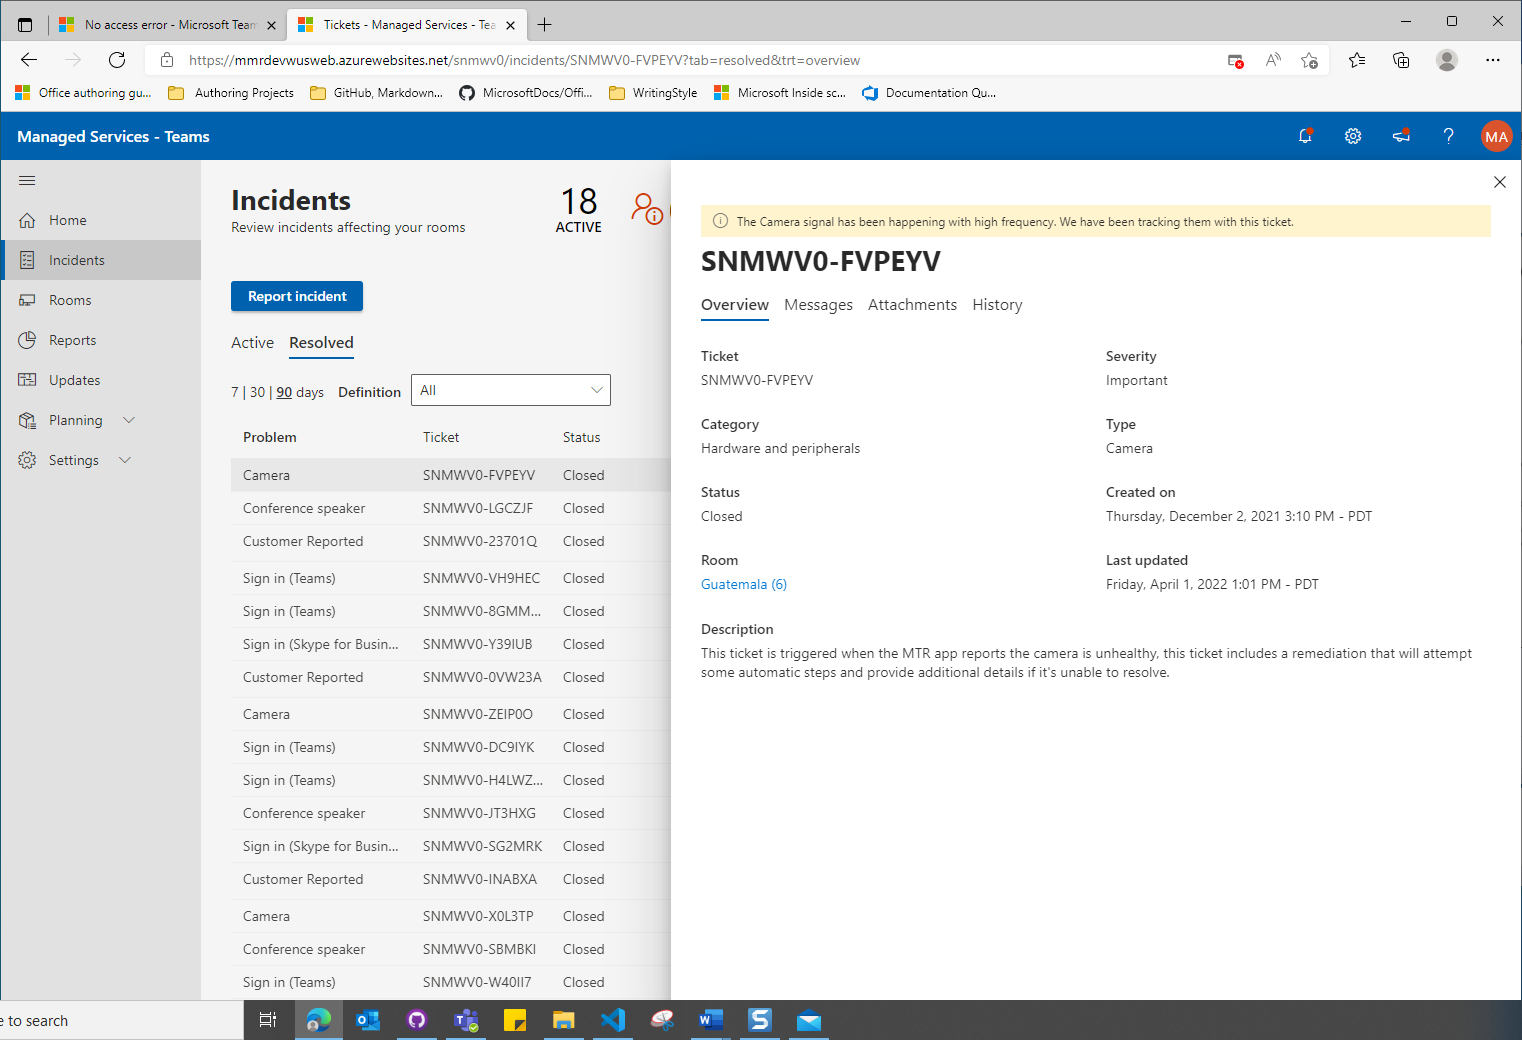 No access error - Microsoft Team
Tickets - Managed Services - Tea
https://mmrdevwusweb.azurewebsites.net/snmwv0/incidents/SNMWV0-FVPEYV?tab=resolved&trt=overview
Office authoring gu...
Authoring Projects
GitHub, Markdown...
MicrosoftDocs/Offi...
WritingStyle
Microsoft Inside sc...
Documentation Qu...
Managed Services - Teams
MA
Home
Incidents
Rooms
Reports
Updates
Planning
Settings
Incidents
Review incidents affecting your rooms
18
ACTIVE
Report incident
Active Resolved
7 | 30 | 90 days Definition All
Problem Ticket Status
Camera SNMWV0-FVPEYV Closed
Conference speaker SNMWV0-LGCZJF Closed
Customer Reported SNMWV0-23701Q Closed
Sign in (Teams) SNMWV0-VH9HEC Closed
Sign in (Teams) SNMWV0-8GMM... Closed
Sign in (Skype for Busin... SNMWV0-Y39IUB Closed
Customer Reported SNMWV0-0VW23A Closed
Camera SNMWV0-ZEIP0O Closed
Sign in (Teams) SNMWV0-DC9IYK Closed
Sign in (Teams) SNMWV0-H4LWZ... Closed
Conference speaker SNMWV0-JT3HXG Closed
Sign in (Skype for Busin... SNMWV0-SG2MRK Closed
Customer Reported SNMWV0-INABXA Closed
Camera SNMWV0-X0L3TP Closed
Conference speaker SNMWV0-SBMBKI Closed
Sign in (Teams) SNMWV0-W40II7 Closed
The Camera signal has been happening with high frequency. We have been tracking them with this ticket.
SNMWV0-FVPEYV
Overview Messages Attachments History
Ticket
SNMWV0-FVPEYV
Severity
Important
Category
Hardware and peripherals
Type
Camera
Status
Closed
Created on
Thursday, December 2, 2021 3:10 PM - PDT
Room
Guatemala (6)
Last updated
Friday, April 1, 2022 1:01 PM - PDT
Description
This ticket is triggered when the MTR app reports the camera is unhealthy, this ticket includes a remediation that will attempt
some automatic steps and provide additional details if it's unable to resolve.
e to search